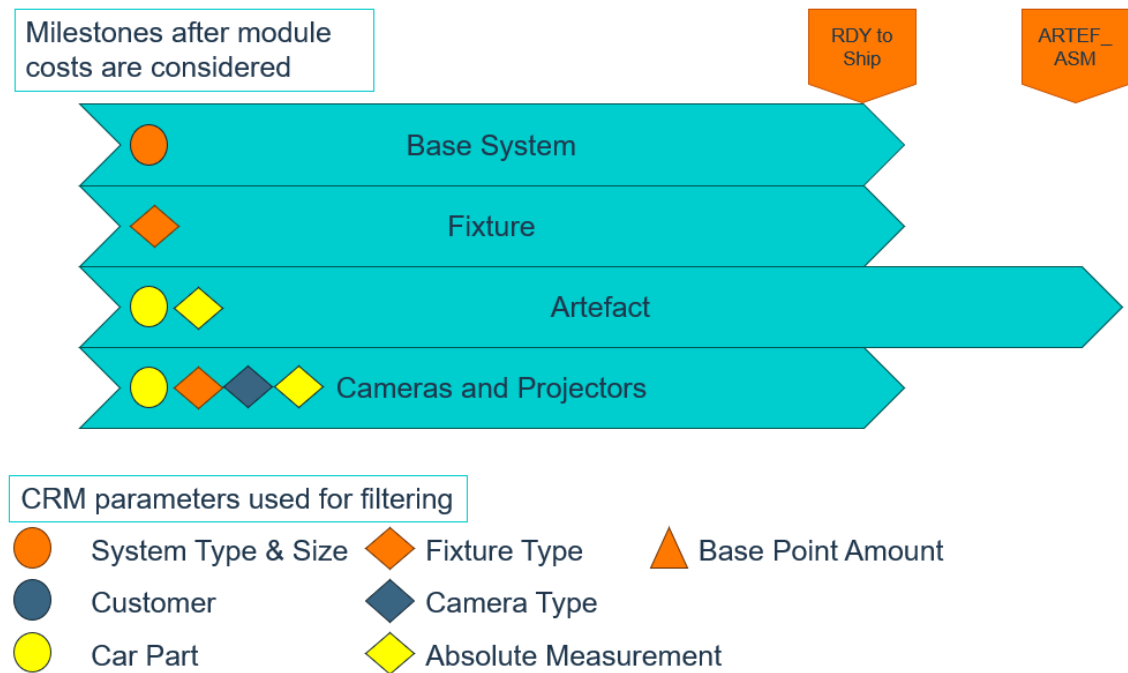 Milestones after module
costs are considered
RDY to
Ship
ARTEF_
ASM
Base System
Fixture
Artefact
Cameras and Projectors
CRM parameters used for filtering
System Type & Size
Fixture Type
Base Point Amount
Customer
Camera Type
Car Part
Absolute Measurement